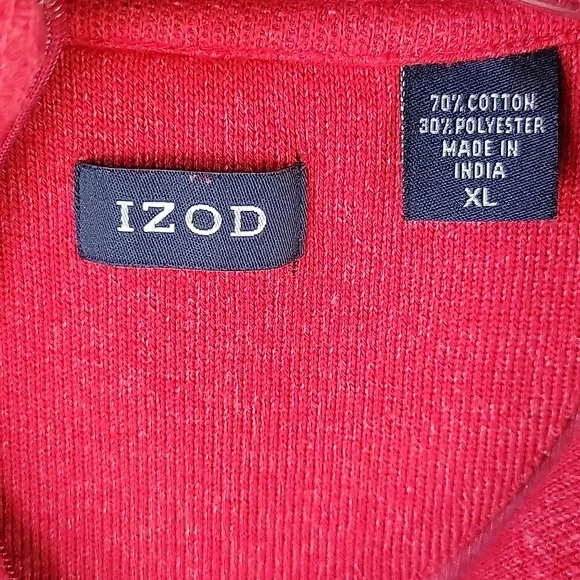 IZOD
70% COTTON
30% POLYESTER
MADE IN
INDIA
XL